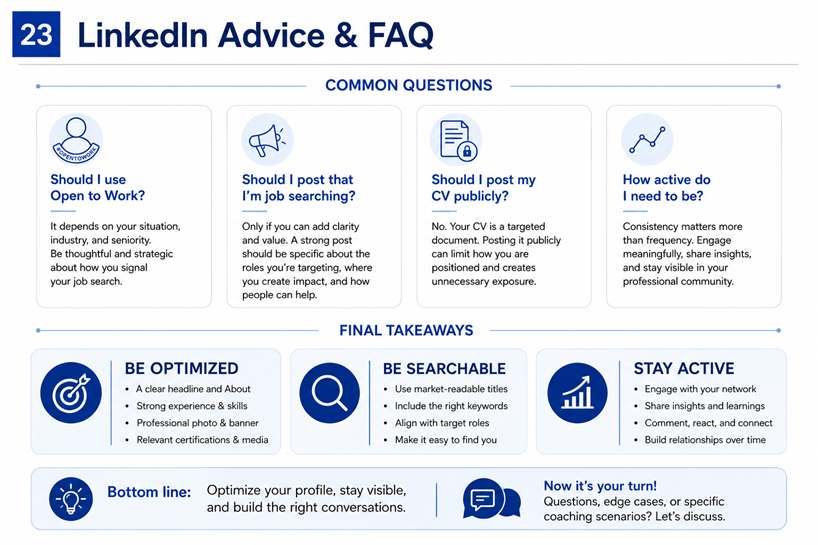 23
LinkedIn Advice & FAQ
COMMON QUESTIONS
#OPENTOWORK
Should I use
Open to Work?
It depends on your situation,
industry, and seniority.
Be thoughtful and strategic
about how you signal
your job search.
Should I post that
I'm job searching?
Only if you can add clarity
and value. A strong post
should be specific about the
roles you're targeting, where
you create impact, and how
people can help.
Should I post my
CV publicly?
No. Your CV is a targeted
document. Posting it publicly
can limit how you are
positioned and creates
unnecessary exposure.
How active do
I need to be?
Consistency matters more
than frequency. Engage
meaningfully, share insights,
and stay visible in your
professional community.
FINAL TAKEAWAYS
BE OPTIMIZED
• A clear headline and About
• Strong experience & skills
• Professional photo & banner
• Relevant certifications & media
BE SEARCHABLE
• Use market-readable titles
• Include the right keywords
• Align with target roles
• Make it easy to find you
STAY ACTIVE
• Engage with your network
• Share insights and learnings
• Comment, react, and connect
• Build relationships over time
Bottom line:
Optimize your profile, stay visible,
and build the right conversations.
Now it's your turn!
Questions, edge cases, or specific
coaching scenarios? Let's discuss.